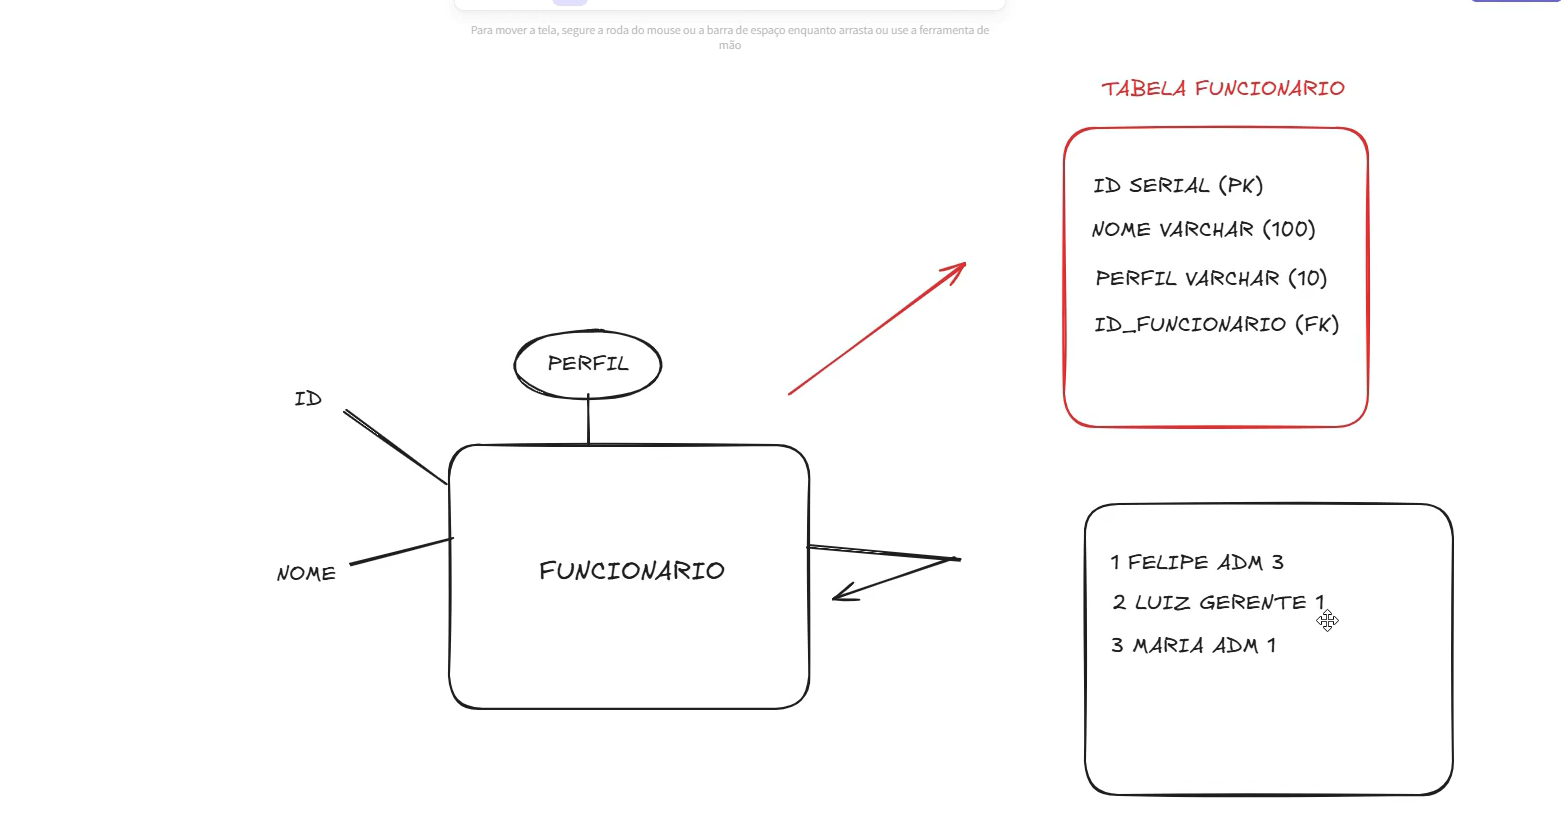 Para mover a tela, segure a roda do mouse ou a barra de espaço enquanto arrasta ou use a ferramenta de
mão
TABELA FUNCIONARIO
ID SERIAL (PK)
NOME VARCHAR (100)
PERFIL VARCHAR (10)
ID_FUNCIONARIO (FK)
PERFIL
ID
NOME
FUNCIONARIO
1 FELIPE ADM 3
2 LUIZ GERENTE 1
3 MARIA ADM 1